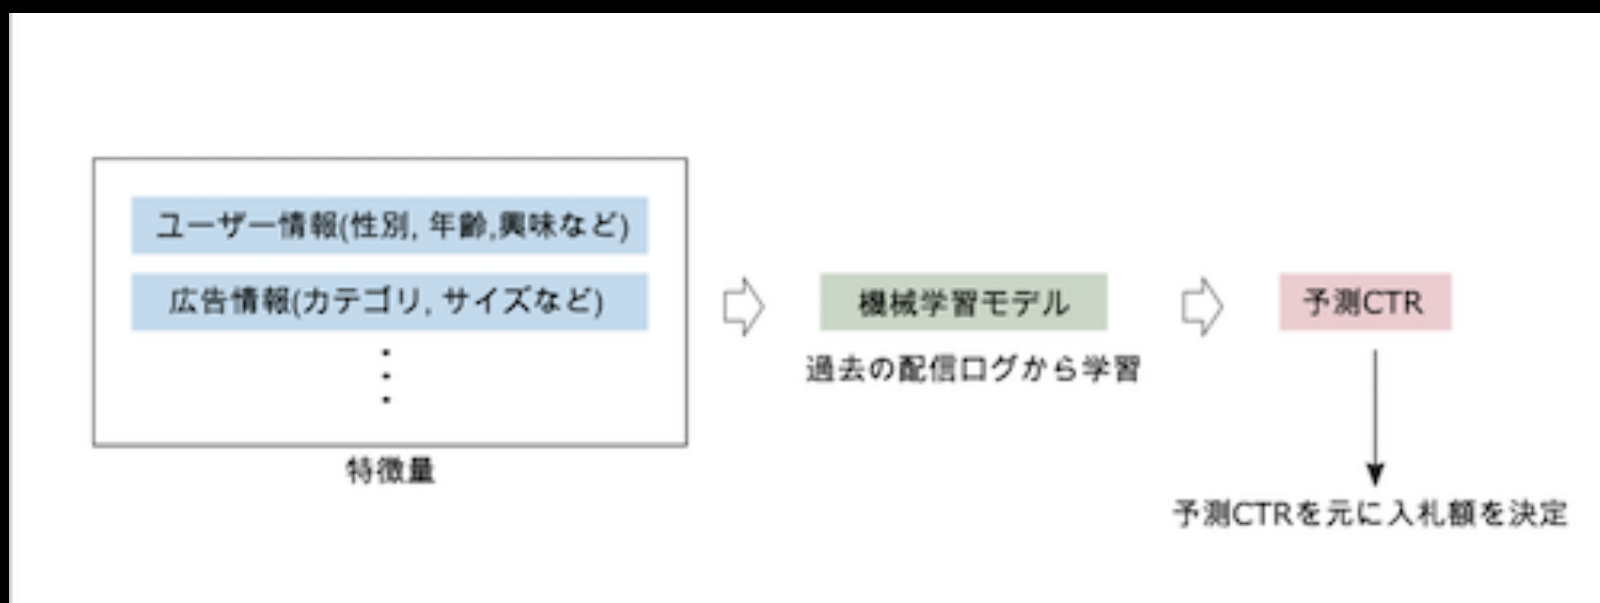 ユーザー情報(性別, 年齢,興味など)
広告情報(カテゴリ, サイズなど)
特徴量
機械学習モデル
過去の配信ログから学習
予測CTR
予測CTRを元に入札額を決定